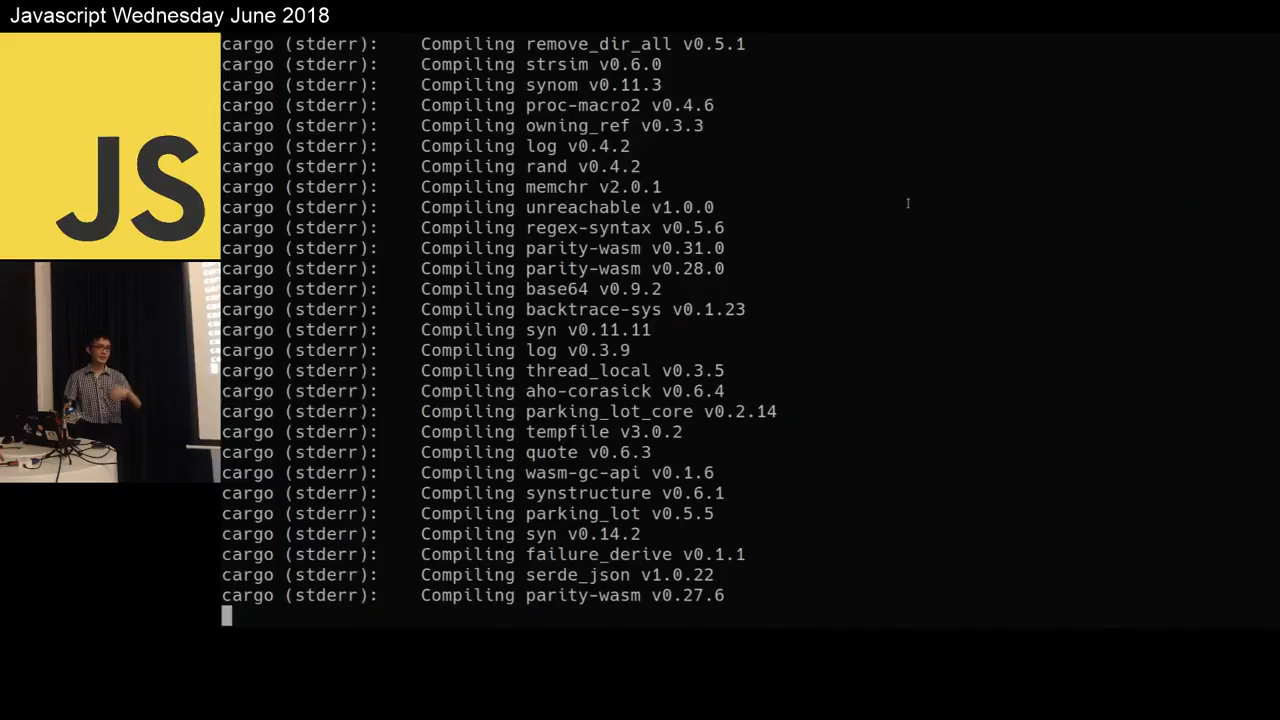 Javascript Wednesday June 2018
JS
cargo (stderr):    Compiling remove_dir_all v0.5.1
cargo (stderr):    Compiling strsim v0.6.0
cargo (stderr):    Compiling synom v0.11.3
cargo (stderr):    Compiling proc-macro2 v0.4.6
cargo (stderr):    Compiling owning_ref v0.3.3
cargo (stderr):    Compiling log v0.4.2
cargo (stderr):    Compiling rand v0.4.2
cargo (stderr):    Compiling memchr v2.0.1
cargo (stderr):    Compiling unreachable v1.0.0
cargo (stderr):    Compiling regex-syntax v0.5.6
cargo (stderr):    Compiling parity-wasm v0.31.0
cargo (stderr):    Compiling parity-wasm v0.28.0
cargo (stderr):    Compiling base64 v0.9.2
cargo (stderr):    Compiling backtrace-sys v0.1.23
cargo (stderr):    Compiling syn v0.11.11
cargo (stderr):    Compiling log v0.3.9
cargo (stderr):    Compiling thread_local v0.3.5
cargo (stderr):    Compiling aho-corasick v0.6.4
cargo (stderr):    Compiling parking_lot_core v0.2.14
cargo (stderr):    Compiling tempfile v3.0.2
cargo (stderr):    Compiling quote v0.6.3
cargo (stderr):    Compiling wasm-gc-api v0.1.6
cargo (stderr):    Compiling synstructure v0.6.1
cargo (stderr):    Compiling parking_lot v0.5.5
cargo (stderr):    Compiling syn v0.14.2
cargo (stderr):    Compiling failure_derive v0.1.1
cargo (stderr):    Compiling serde_json v1.0.22
cargo (stderr):    Compiling parity-wasm v0.27.6